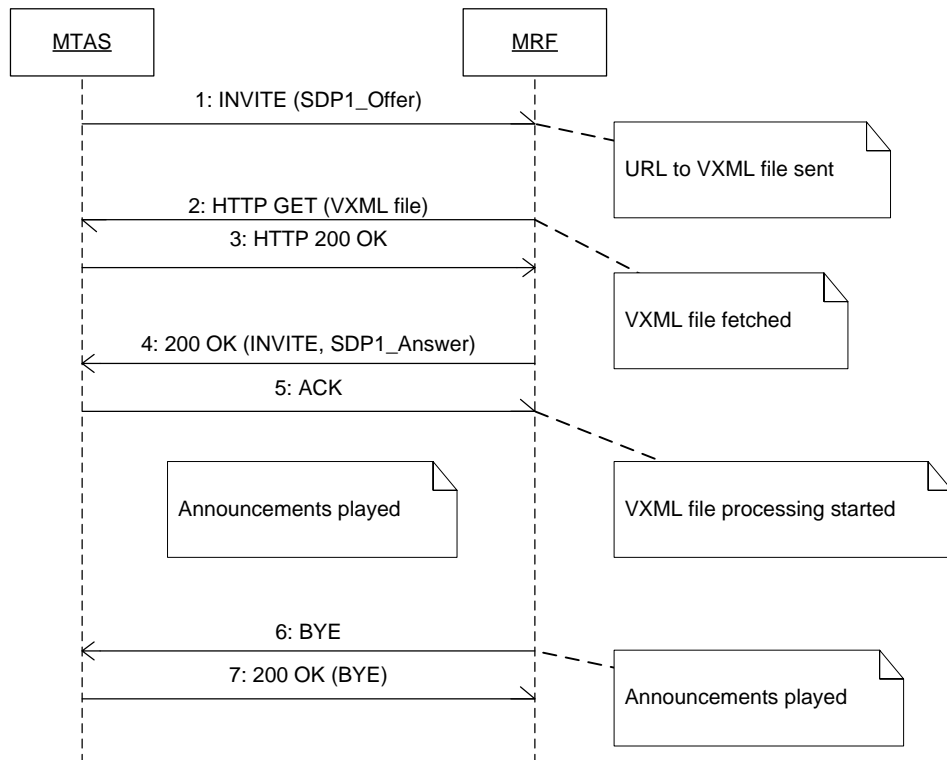 MTAS
MRF
1: INVITE (SDP1_Offer)
URL to VXML file sent
2: HTTP GET (VXML file)
3: HTTP 200 OK
VXML file fetched
4: 200 OK (INVITE, SDP1_Answer)
5: ACK
Announcements played
VXML file processing started
6: BYE
7: 200 OK (BYE)
Announcements played